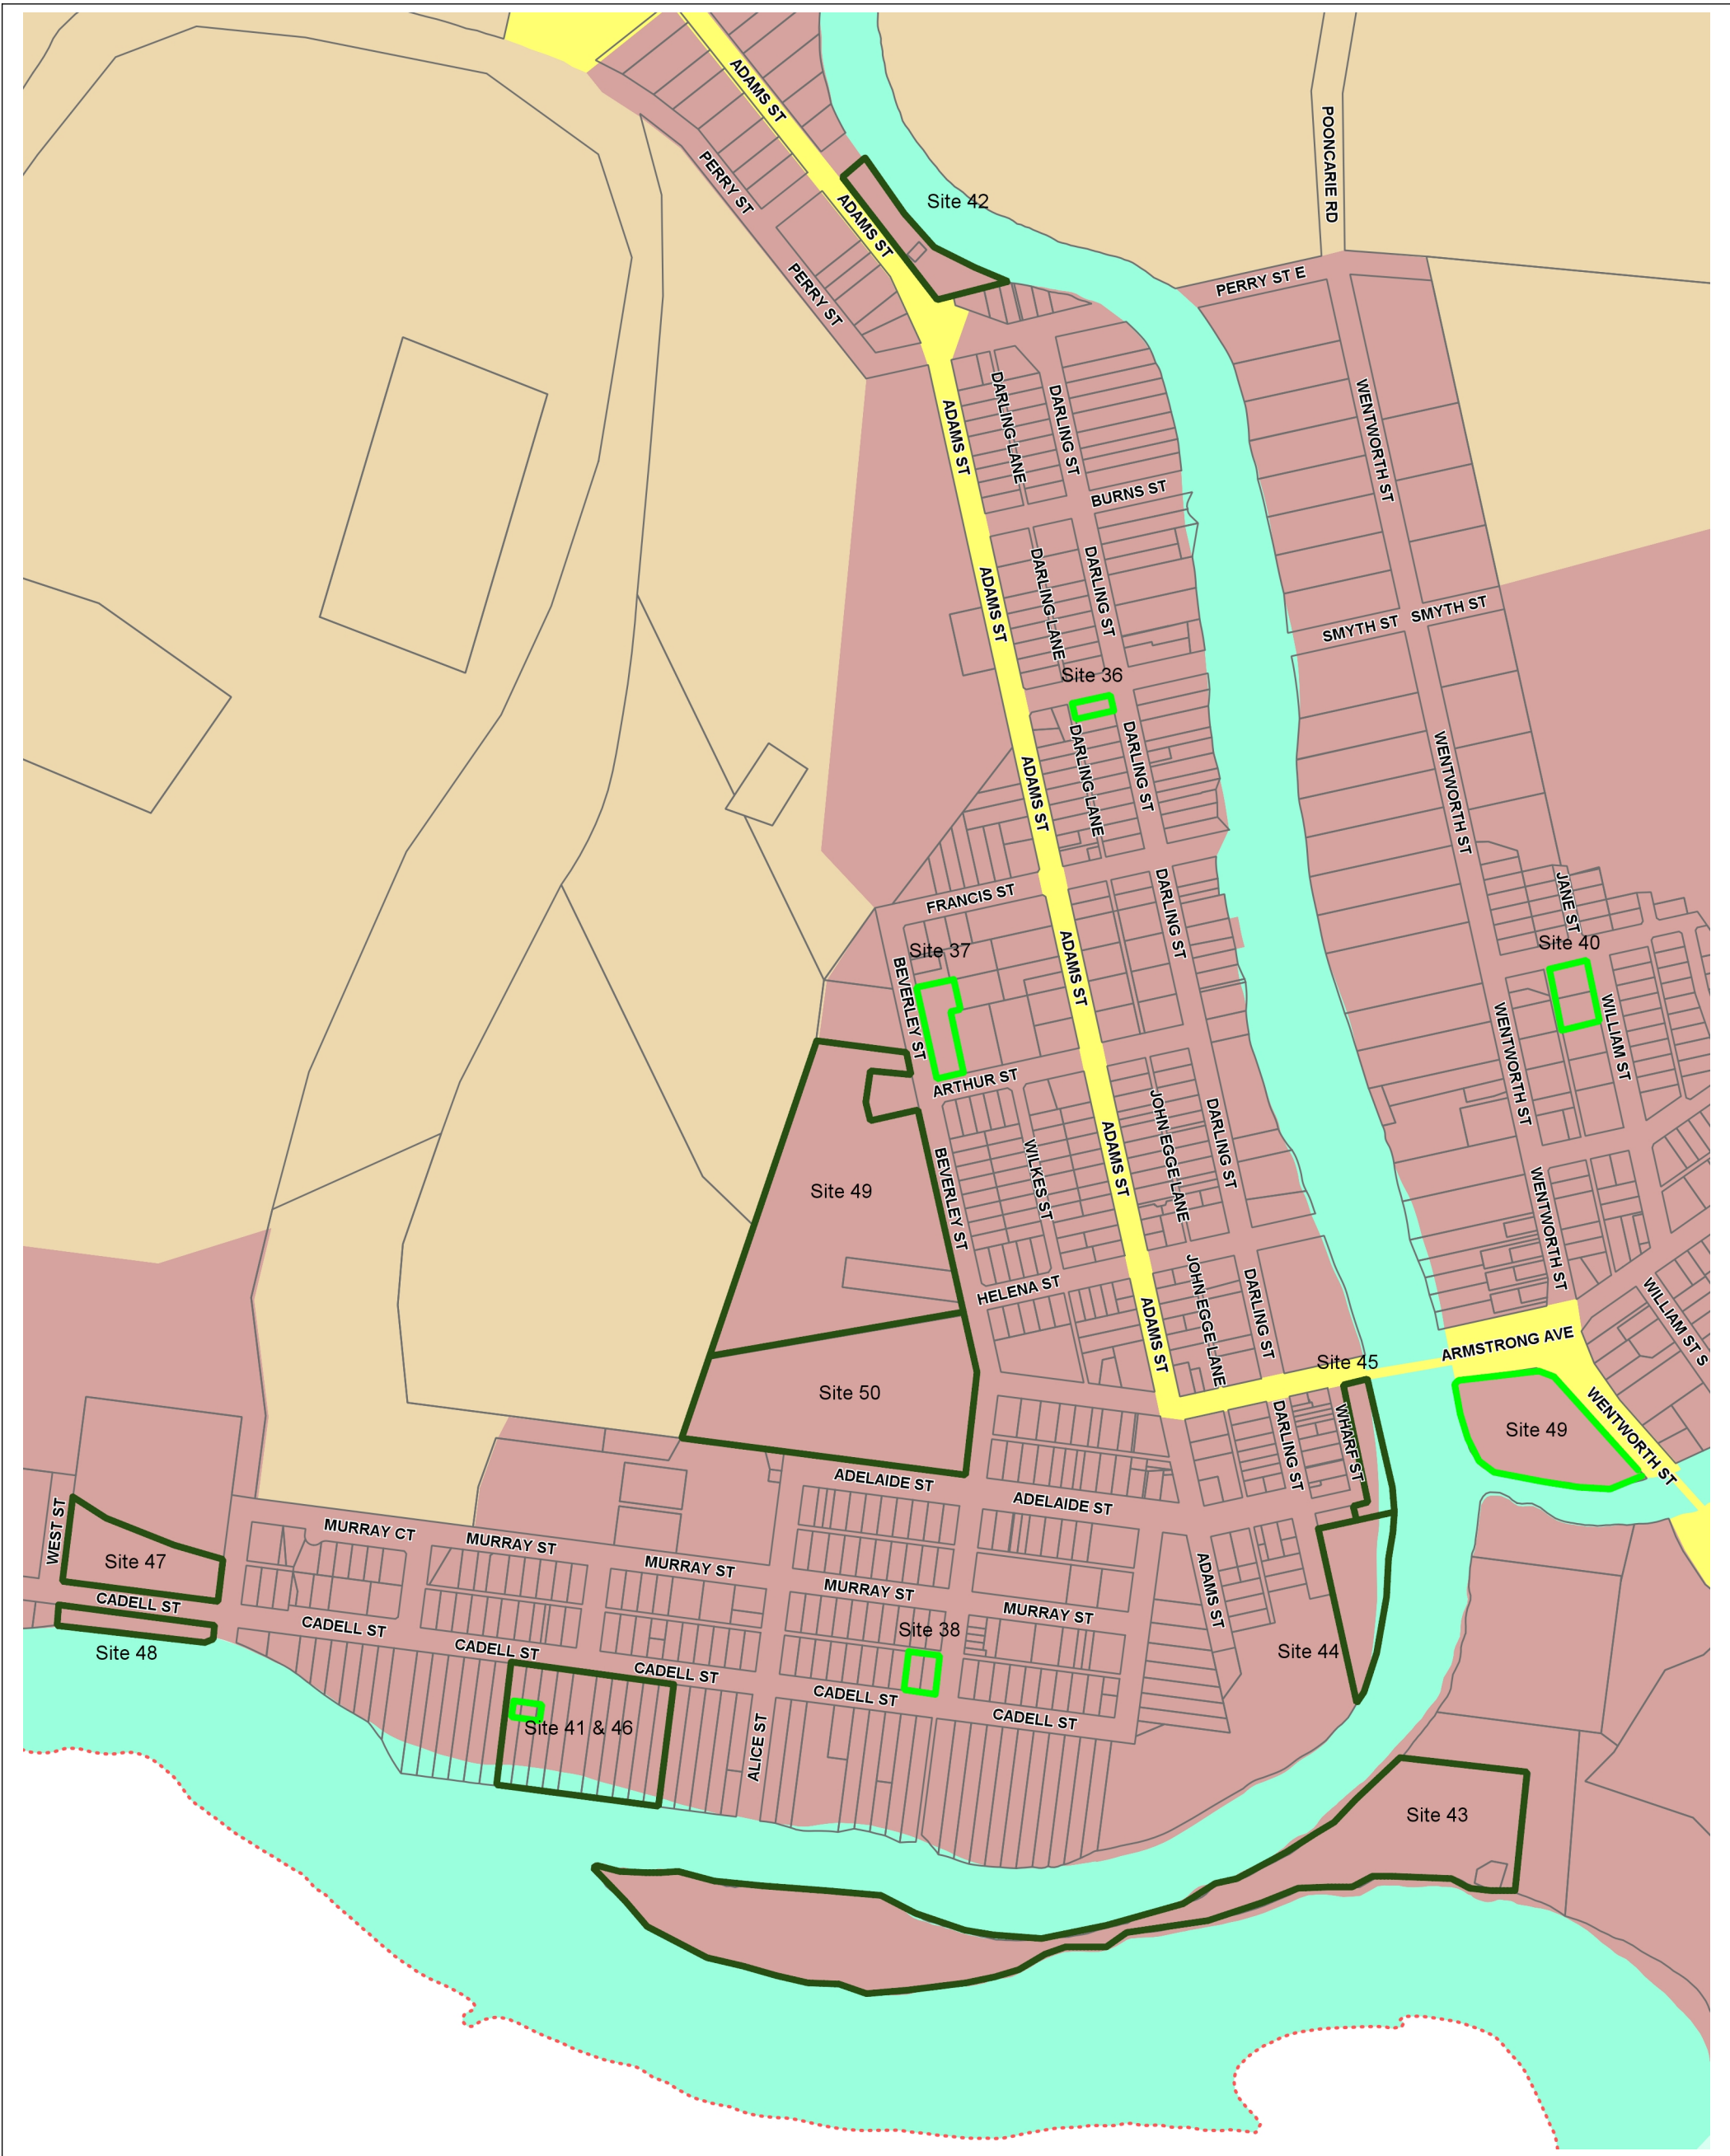 ADAMS ST
POONCARIE RD
PERRY ST
Site 42
ADAMS ST
PERRY ST
PERRY ST E
DARLING LANE
DARLING ST
WENTWORTH ST
ADAMS ST
BURNS ST
DARLING LANE
DARLING ST
ADAMS ST
SMYTH ST
SMYTH ST
Site 36
DARLING LANE
DARLING ST
ADAMS ST
WENTWORTH ST
FRANCIS ST
DARLING ST
JANE ST
Site 37
Site 40
BEVERLEY ST
ADAMS ST
WENTWORTH ST
WILLIAM ST
ARTHUR ST
JOHN EGGE LANE
DARLING ST
Site 49
BEVERLEY ST
WILKES ST
ADAMS ST
WENTWORTH ST
HELENA ST
JOHN EGGE LANE
DARLING ST
ADAMS ST
WILLIAM ST S
ARMSTRONG AVE
Site 45
Site 50
DARLING ST
WHARF ST
Site 49
WENTWORTH ST
ADELAIDE ST
ADELAIDE ST
WEST ST
MURRAY CT
MURRAY ST
MURRAY ST
MURRAY ST
MURRAY ST
ADAMS ST
Site 47
CADELL ST
CADELL ST
CADELL ST
CADELL ST
CADELL ST
CADELL ST
Site 38
Site 44
Site 48
Site 41 & 46
ALICE ST
Site 43